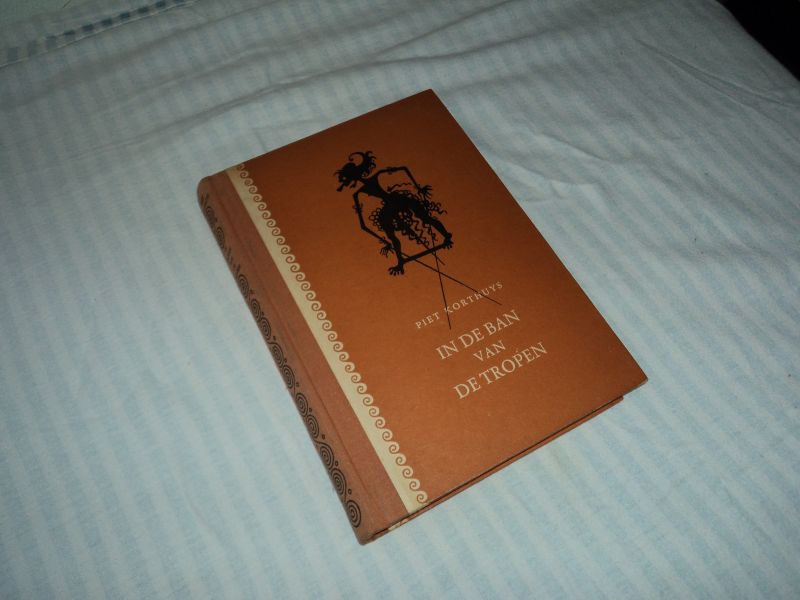 PIET KORTHUYS
IN DE BAN
VAN
DE TROPEN